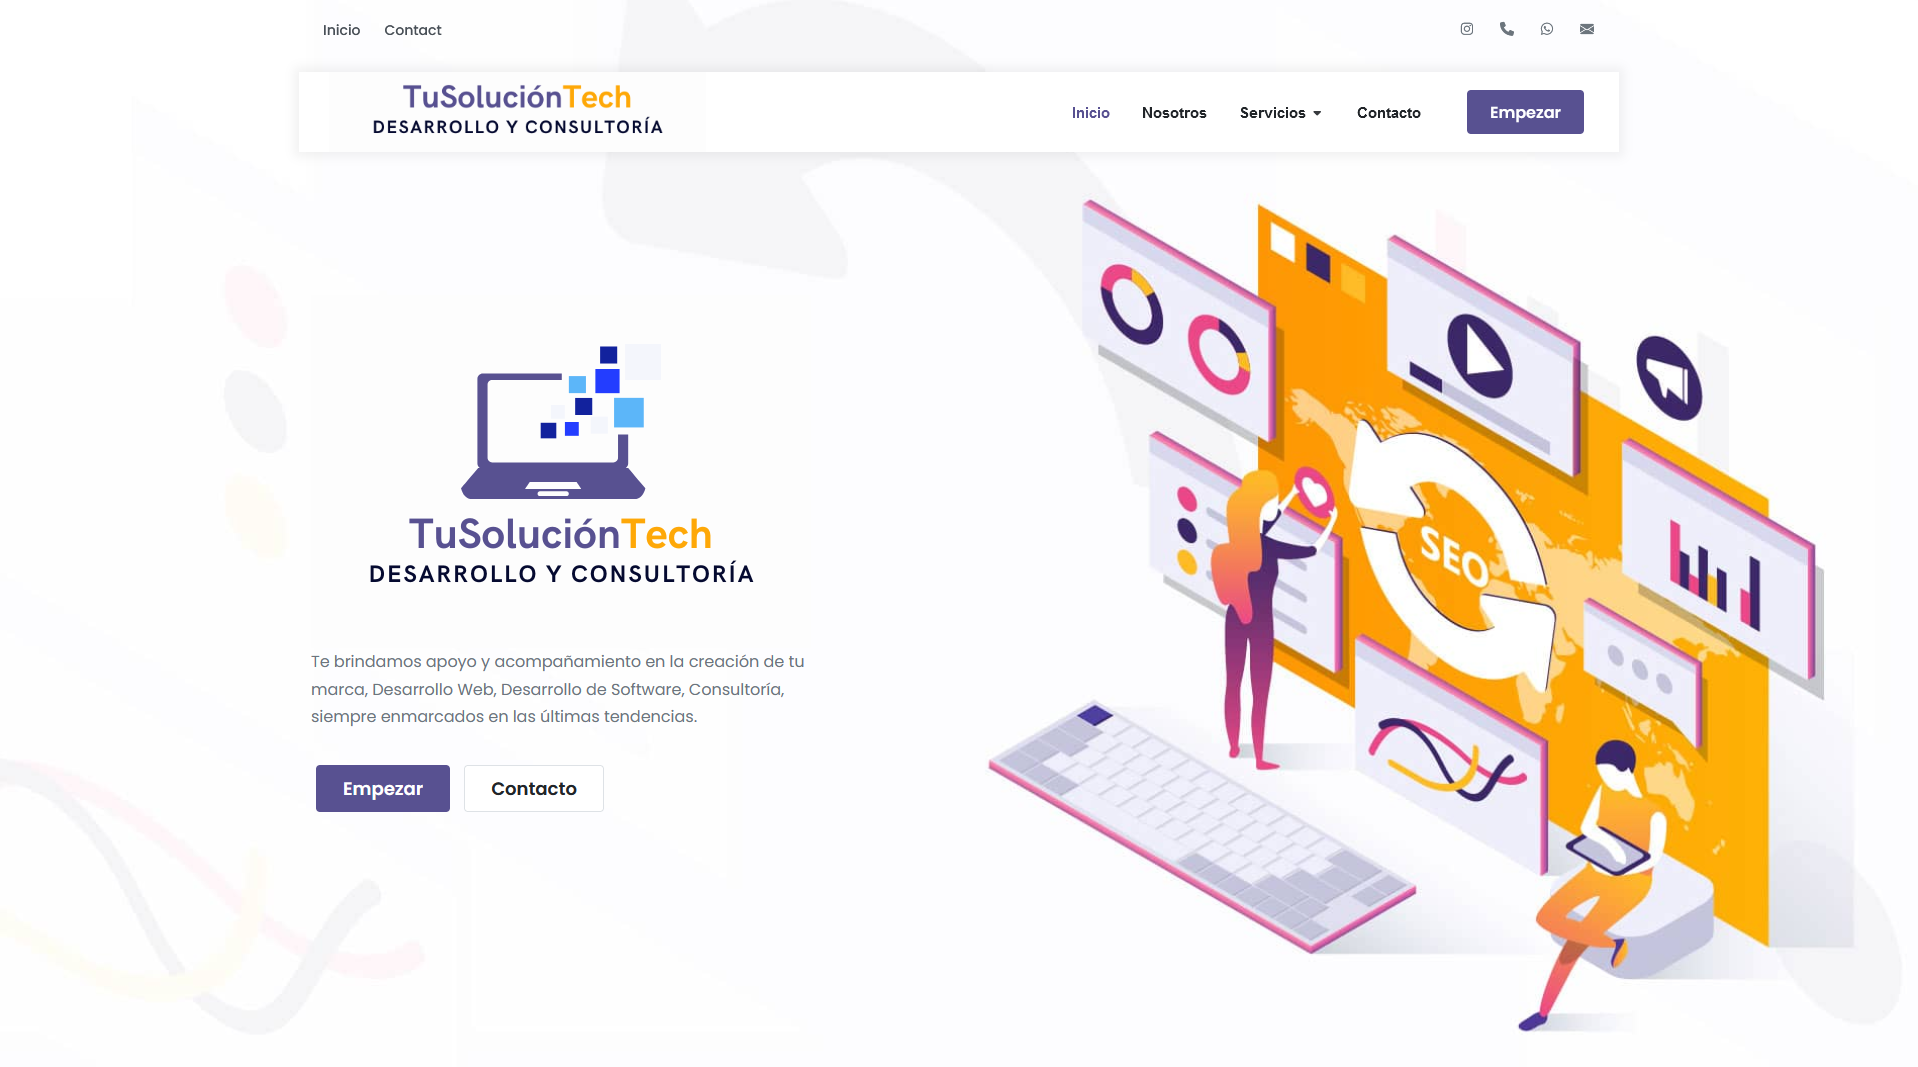 Inicio Contact
TuSoluciónTech
DESARROLLO Y CONSULTORÍA
Inicio Nosotros Servicios Contacto Empezar
SEO
TuSoluciónTech
DESARROLLO Y CONSULTORÍA
Te brindamos apoyo y acompañamiento en la creación de tu
marca, Desarrollo Web, Desarrollo de Software, Consultoría,
siempre enmarcados en las últimas tendencias.
Empezar Contacto